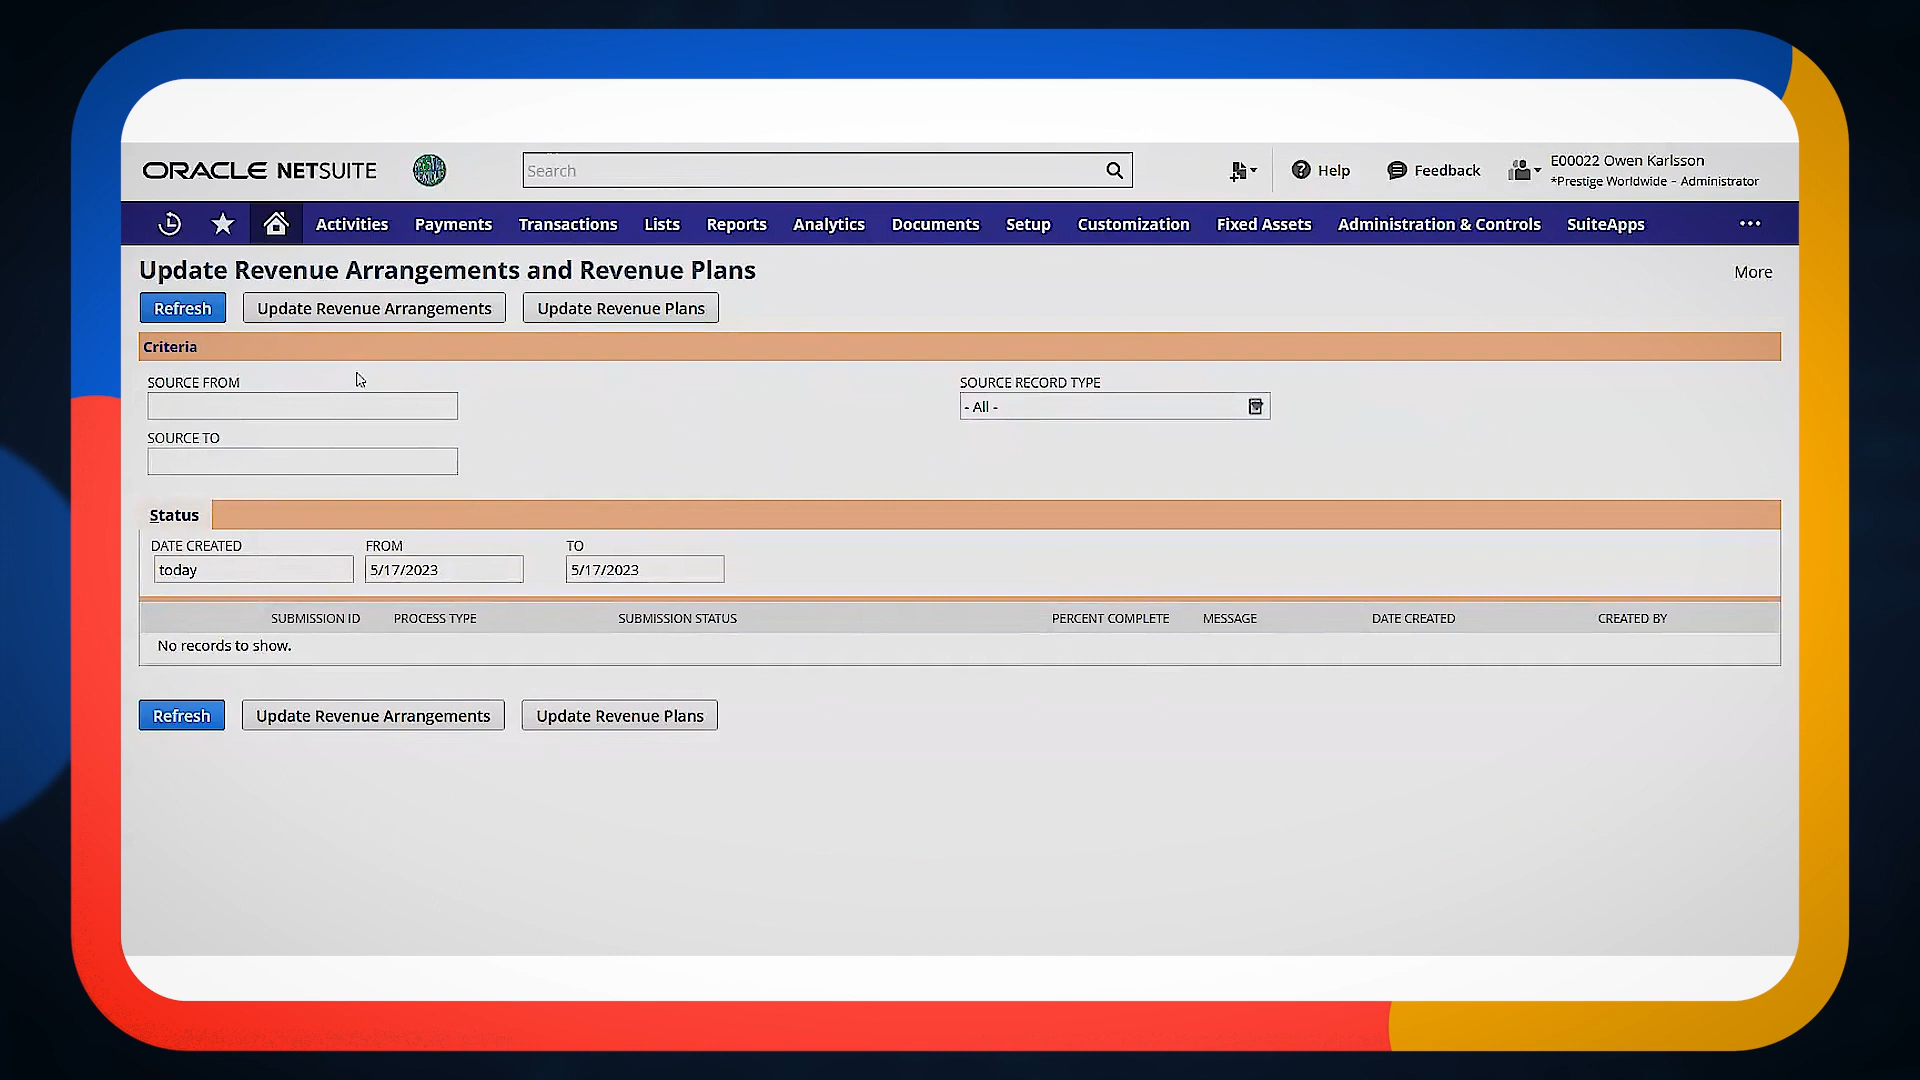 ORACLE NETSUITE
Search
Help
Feedback
E00022 Owen Karlsson
*Prestige Worldwide – Administrator
Activities Payments Transactions Lists Reports Analytics Documents Setup Customization Fixed Assets Administration & Controls SuiteApps
Update Revenue Arrangements and Revenue Plans
More
Refresh Update Revenue Arrangements Update Revenue Plans
Criteria
SOURCE FROM
SOURCE RECORD TYPE
- All -
SOURCE TO
Status
DATE CREATED FROM TO
today 5/17/2023 5/17/2023
SUBMISSION ID PROCESS TYPE SUBMISSION STATUS PERCENT COMPLETE MESSAGE DATE CREATED CREATED BY
No records to show.
Refresh Update Revenue Arrangements Update Revenue Plans